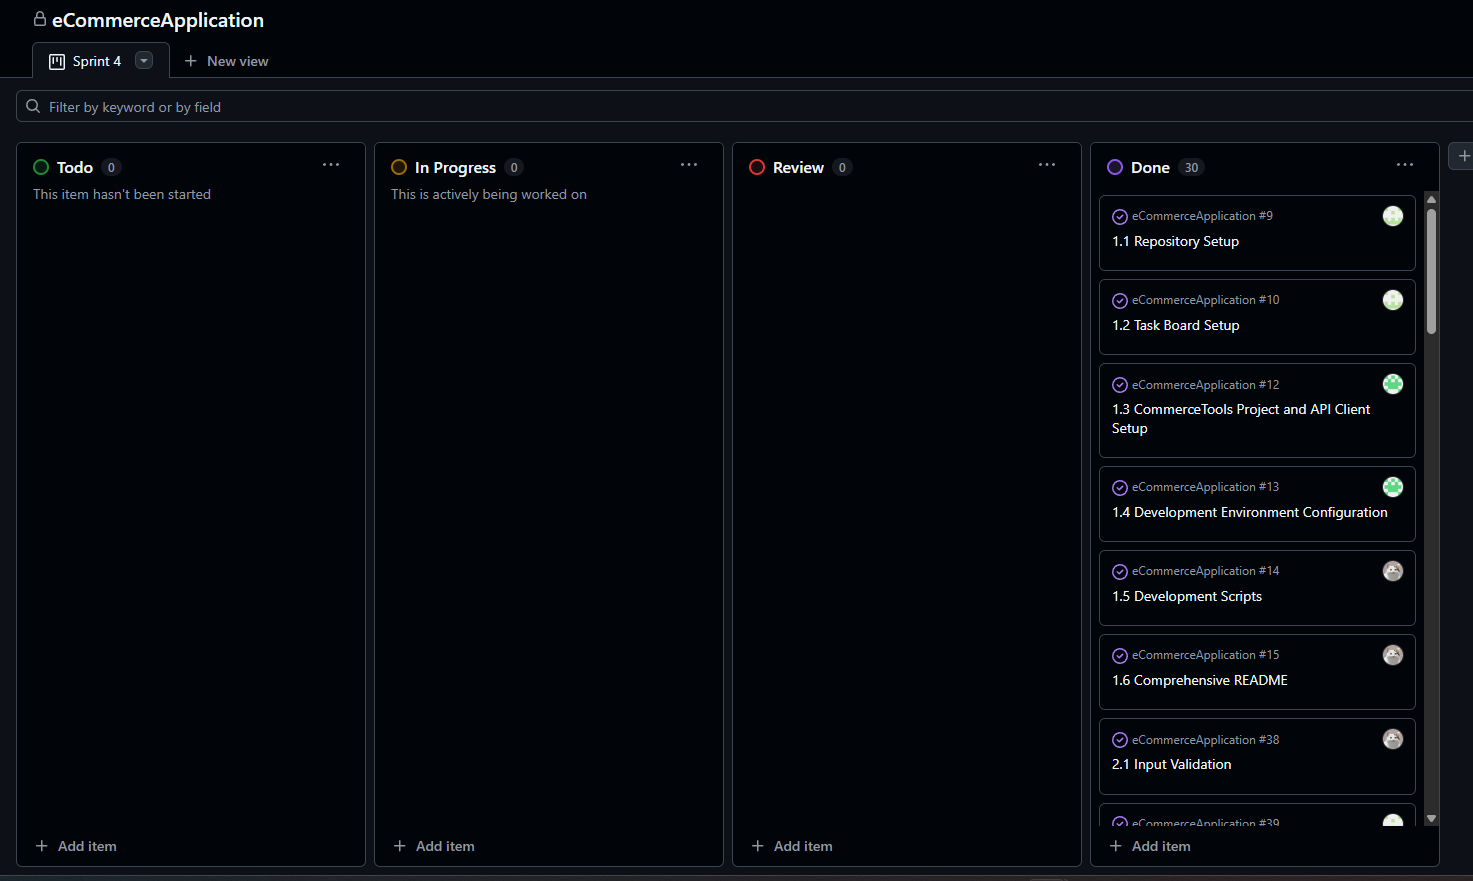 eCommerceApplication
Sprint 4
New view
Filter by keyword or by field
Todo 0
This item hasn't been started
Add item
In Progress 0
This is actively being worked on
Add item
Review 0
Add item
Done 30
eCommerceApplication #9
1.1 Repository Setup
eCommerceApplication #10
1.2 Task Board Setup
eCommerceApplication #12
1.3 CommerceTools Project and API Client
Setup
eCommerceApplication #13
1.4 Development Environment Configuration
eCommerceApplication #14
1.5 Development Scripts
eCommerceApplication #15
1.6 Comprehensive README
eCommerceApplication #38
2.1 Input Validation
eCommerceApplication #39
Add item